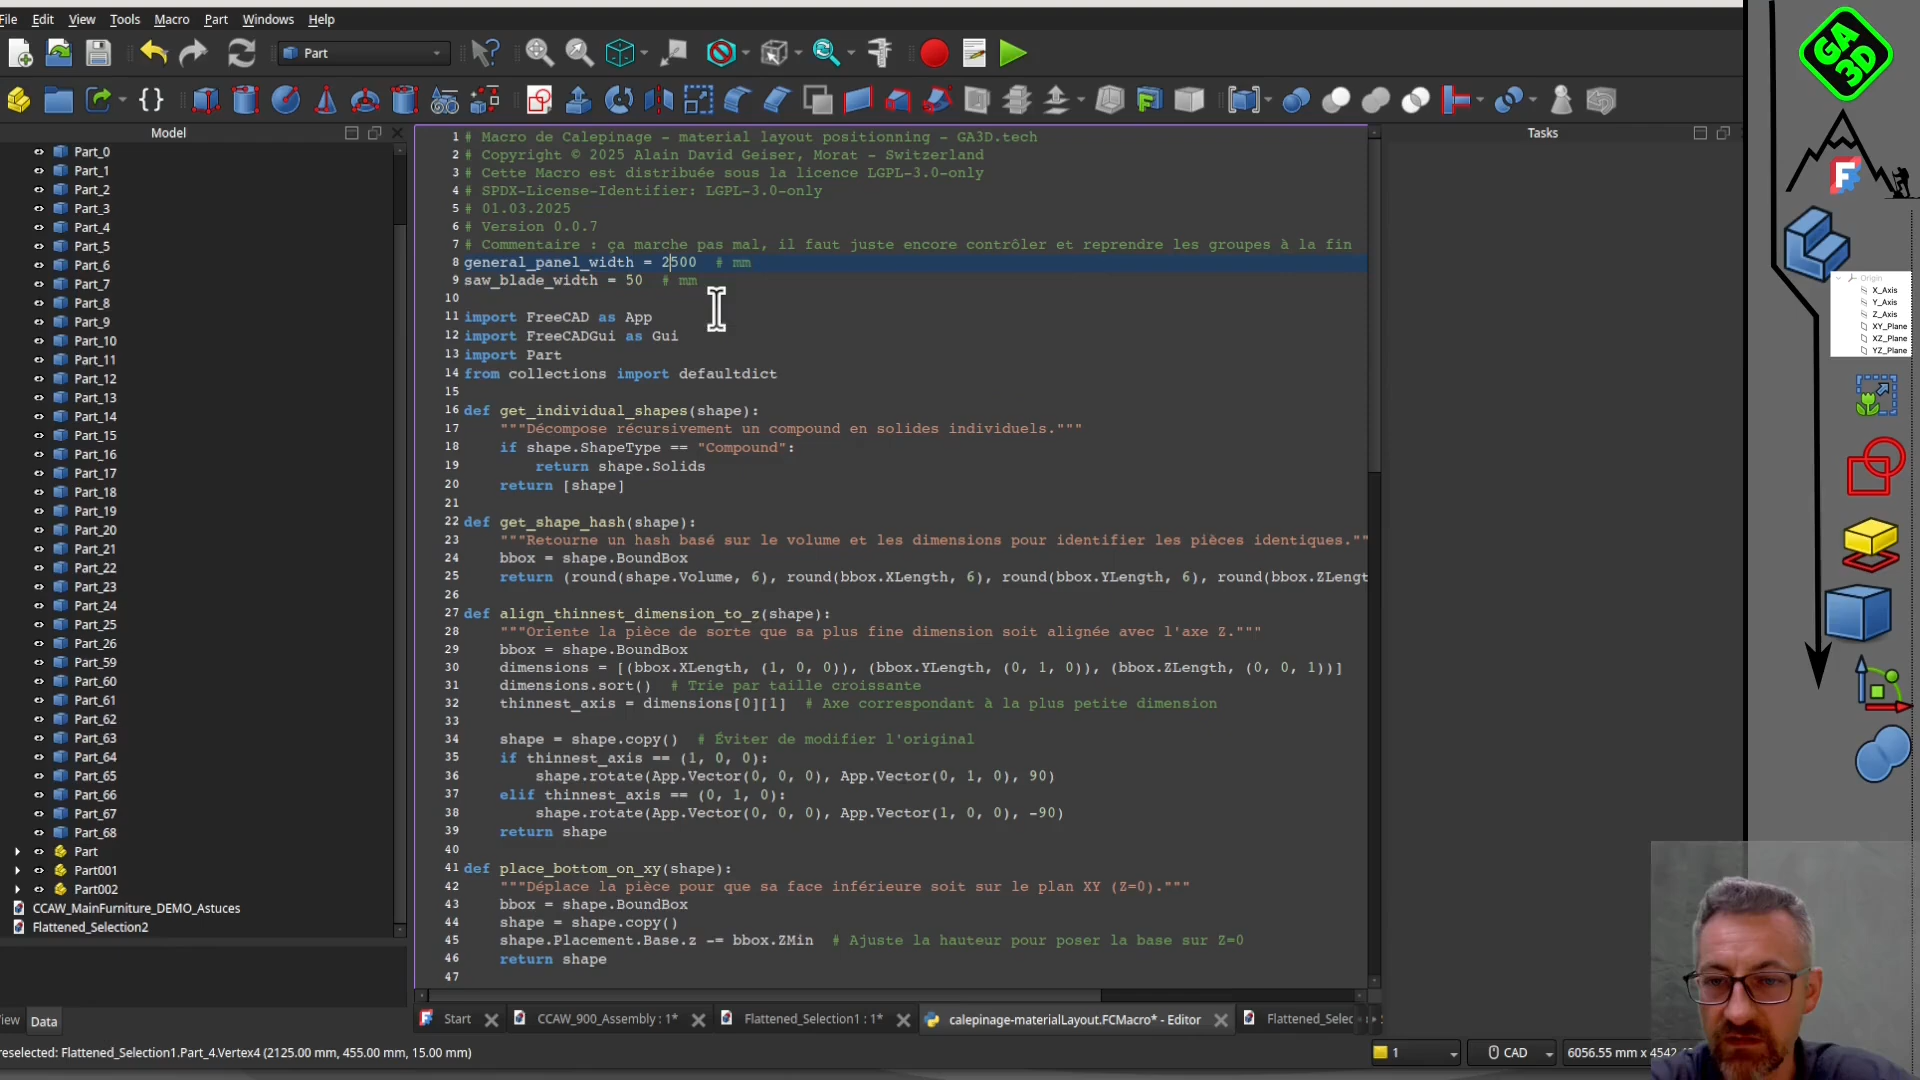 File Edit View Tools Macro Part Windows Help
Part
Model
Tasks
Part_0
Part_1
Part_2
Part_3
Part_4
Part_5
Part_6
Part_7
Part_8
Part_9
Part_10
Part_11
Part_12
Part_13
Part_14
Part_15
Part_16
Part_17
Part_18
Part_19
Part_20
Part_21
Part_22
Part_23
Part_24
Part_25
Part_26
Part_59
Part_60
Part_61
Part_62
Part_63
Part_64
Part_65
Part_66
Part_67
Part_68
Part
Part001
Part002
CCAW_MainFurniture_DEMO_Astuces
Flattened_Selection2
1 # Macro de Calepinage - material layout positionning - GA3D.tech
2 # Copyright © 2025 Alain David Geiser, Morat - Switzerland
3 # Cette Macro est distribuée sous la licence LGPL-3.0-only
4 # SPDX-License-Identifier: LGPL-3.0-only
5 # 01.03.2025
6 # Version 0.0.7
7 # Commentaire : ça marche pas mal, il faut juste encore contrôler et reprendre les groupes à la fin
8 general_panel_width = 2500  # mm
9 saw_blade_width = 50  # mm
10
11 import FreeCAD as App
12 import FreeCADGui as Gui
13 import Part
14 from collections import defaultdict
15
16 def get_individual_shapes(shape):
17     """Décompose récursivement un compound en solides individuels."""
18     if shape.ShapeType == "Compound":
19         return shape.Solids
20     return [shape]
21
22 def get_shape_hash(shape):
23     """Retourne un hash basé sur le volume et les dimensions pour identifier les pièces identiques.""
24     bbox = shape.BoundBox
25     return (round(shape.Volume, 6), round(bbox.XLength, 6), round(bbox.YLength, 6), round(bbox.ZLengt
26
27 def align_thinnest_dimension_to_z(shape):
28     """Oriente la pièce de sorte que sa plus fine dimension soit alignée avec l'axe Z."""
29     bbox = shape.BoundBox
30     dimensions = [(bbox.XLength, (1, 0, 0)), (bbox.YLength, (0, 1, 0)), (bbox.ZLength, (0, 0, 1))]
31     dimensions.sort()  # Trie par taille croissante
32     thinnest_axis = dimensions[0][1]  # Axe correspondant à la plus petite dimension
33
34     shape = shape.copy()  # Éviter de modifier l'original
35     if thinnest_axis == (1, 0, 0):
36         shape.rotate(App.Vector(0, 0, 0), App.Vector(0, 1, 0), 90)
37     elif thinnest_axis == (0, 1, 0):
38         shape.rotate(App.Vector(0, 0, 0), App.Vector(1, 0, 0), -90)
39     return shape
40
41 def place_bottom_on_xy(shape):
42     """Déplace la pièce pour que sa face inférieure soit sur le plan XY (Z=0)."""
43     bbox = shape.BoundBox
44     shape = shape.copy()
45     shape.Placement.Base.z -= bbox.ZMin  # Ajuste la hauteur pour poser la base sur Z=0
46     return shape
47
View Data
Start CCAW_900_Assembly : 1* Flattened_Selection1 : 1* calepinage-materialLayout.FCMacro* - Editor Flattened_Selec
reselected: Flattened_Selection1.Part_4.Vertex4 (2125.00 mm, 455.00 mm, 15.00 mm)
1 CAD 6056.55 mm x 4542
GA
3D
Origin
X_Axis
Y_Axis
Z_Axis
XY_Plane
XZ_Plane
YZ_Plane